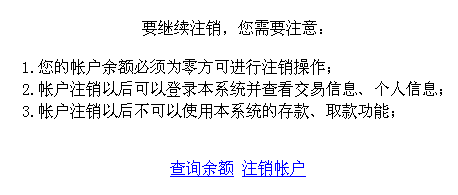 要继续注销，您需要注意：
1.您的帐户余额必须为零方可进行注销操作；
2.帐户注销以后可以登录本系统并查看交易信息、个人信息；
3.帐户注销以后不可以使用本系统的存款、取款功能；
查询余额 注销帐户